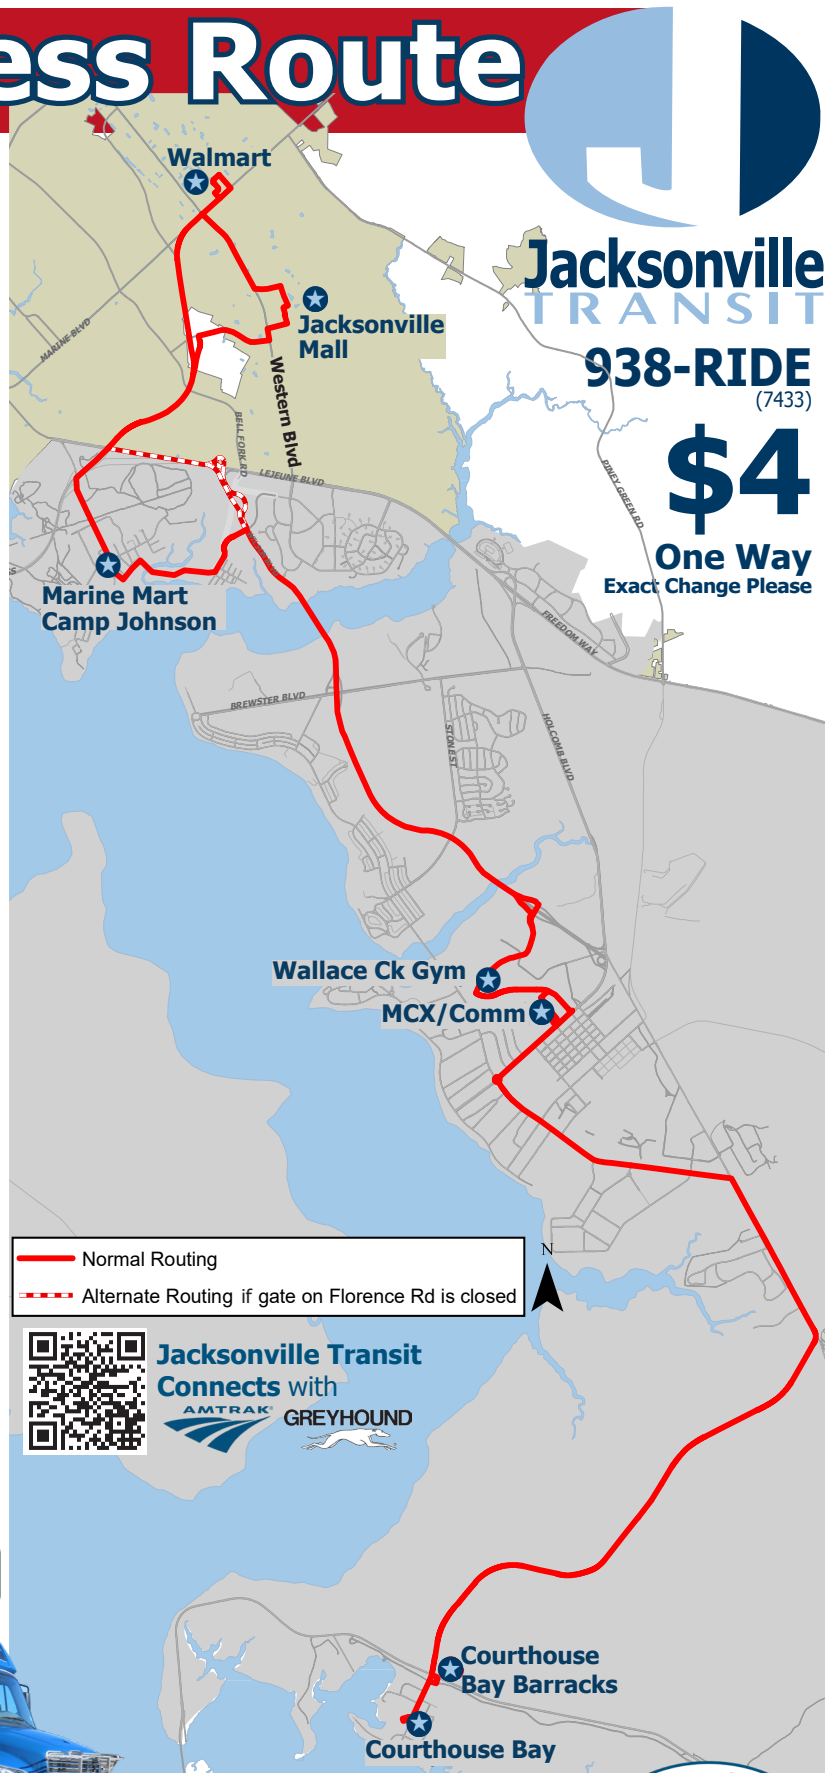 ess Route
Walmart
Jacksonville
TRANSIT
Jacksonville
Mall
MARINE BLVD
938-RIDE
(7433)
Western Blvd
$4
BELL FORK RD
LEJEUNE BLVD
PINEY GREEN RD
One Way
Exact Change Please
Marine Mart
Camp Johnson
FREEDOM WAY
BREWSTER BLVD
STONE ST
HOLCOMB BLVD
Wallace Ck Gym
MCX/Comm
N
Normal Routing
Alternate Routing if gate on Florence Rd is closed
Jacksonville Transit
Connects with
AMTRAK
GREYHOUND
Courthouse
Bay Barracks
Courthouse Bay